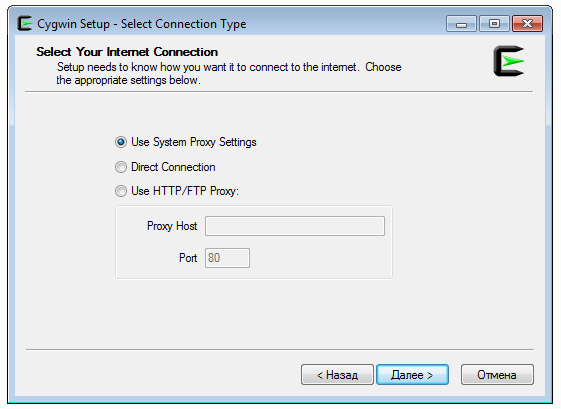 Cygwin Setup - Select Connection Type
Select Your Internet Connection
Setup needs to know how you want it to connect to the internet.  Choose
the appropriate settings below.
Use System Proxy Settings
Direct Connection
Use HTTP/FTP Proxy:
Proxy Host
Port 80
< Назад Далее > Отмена